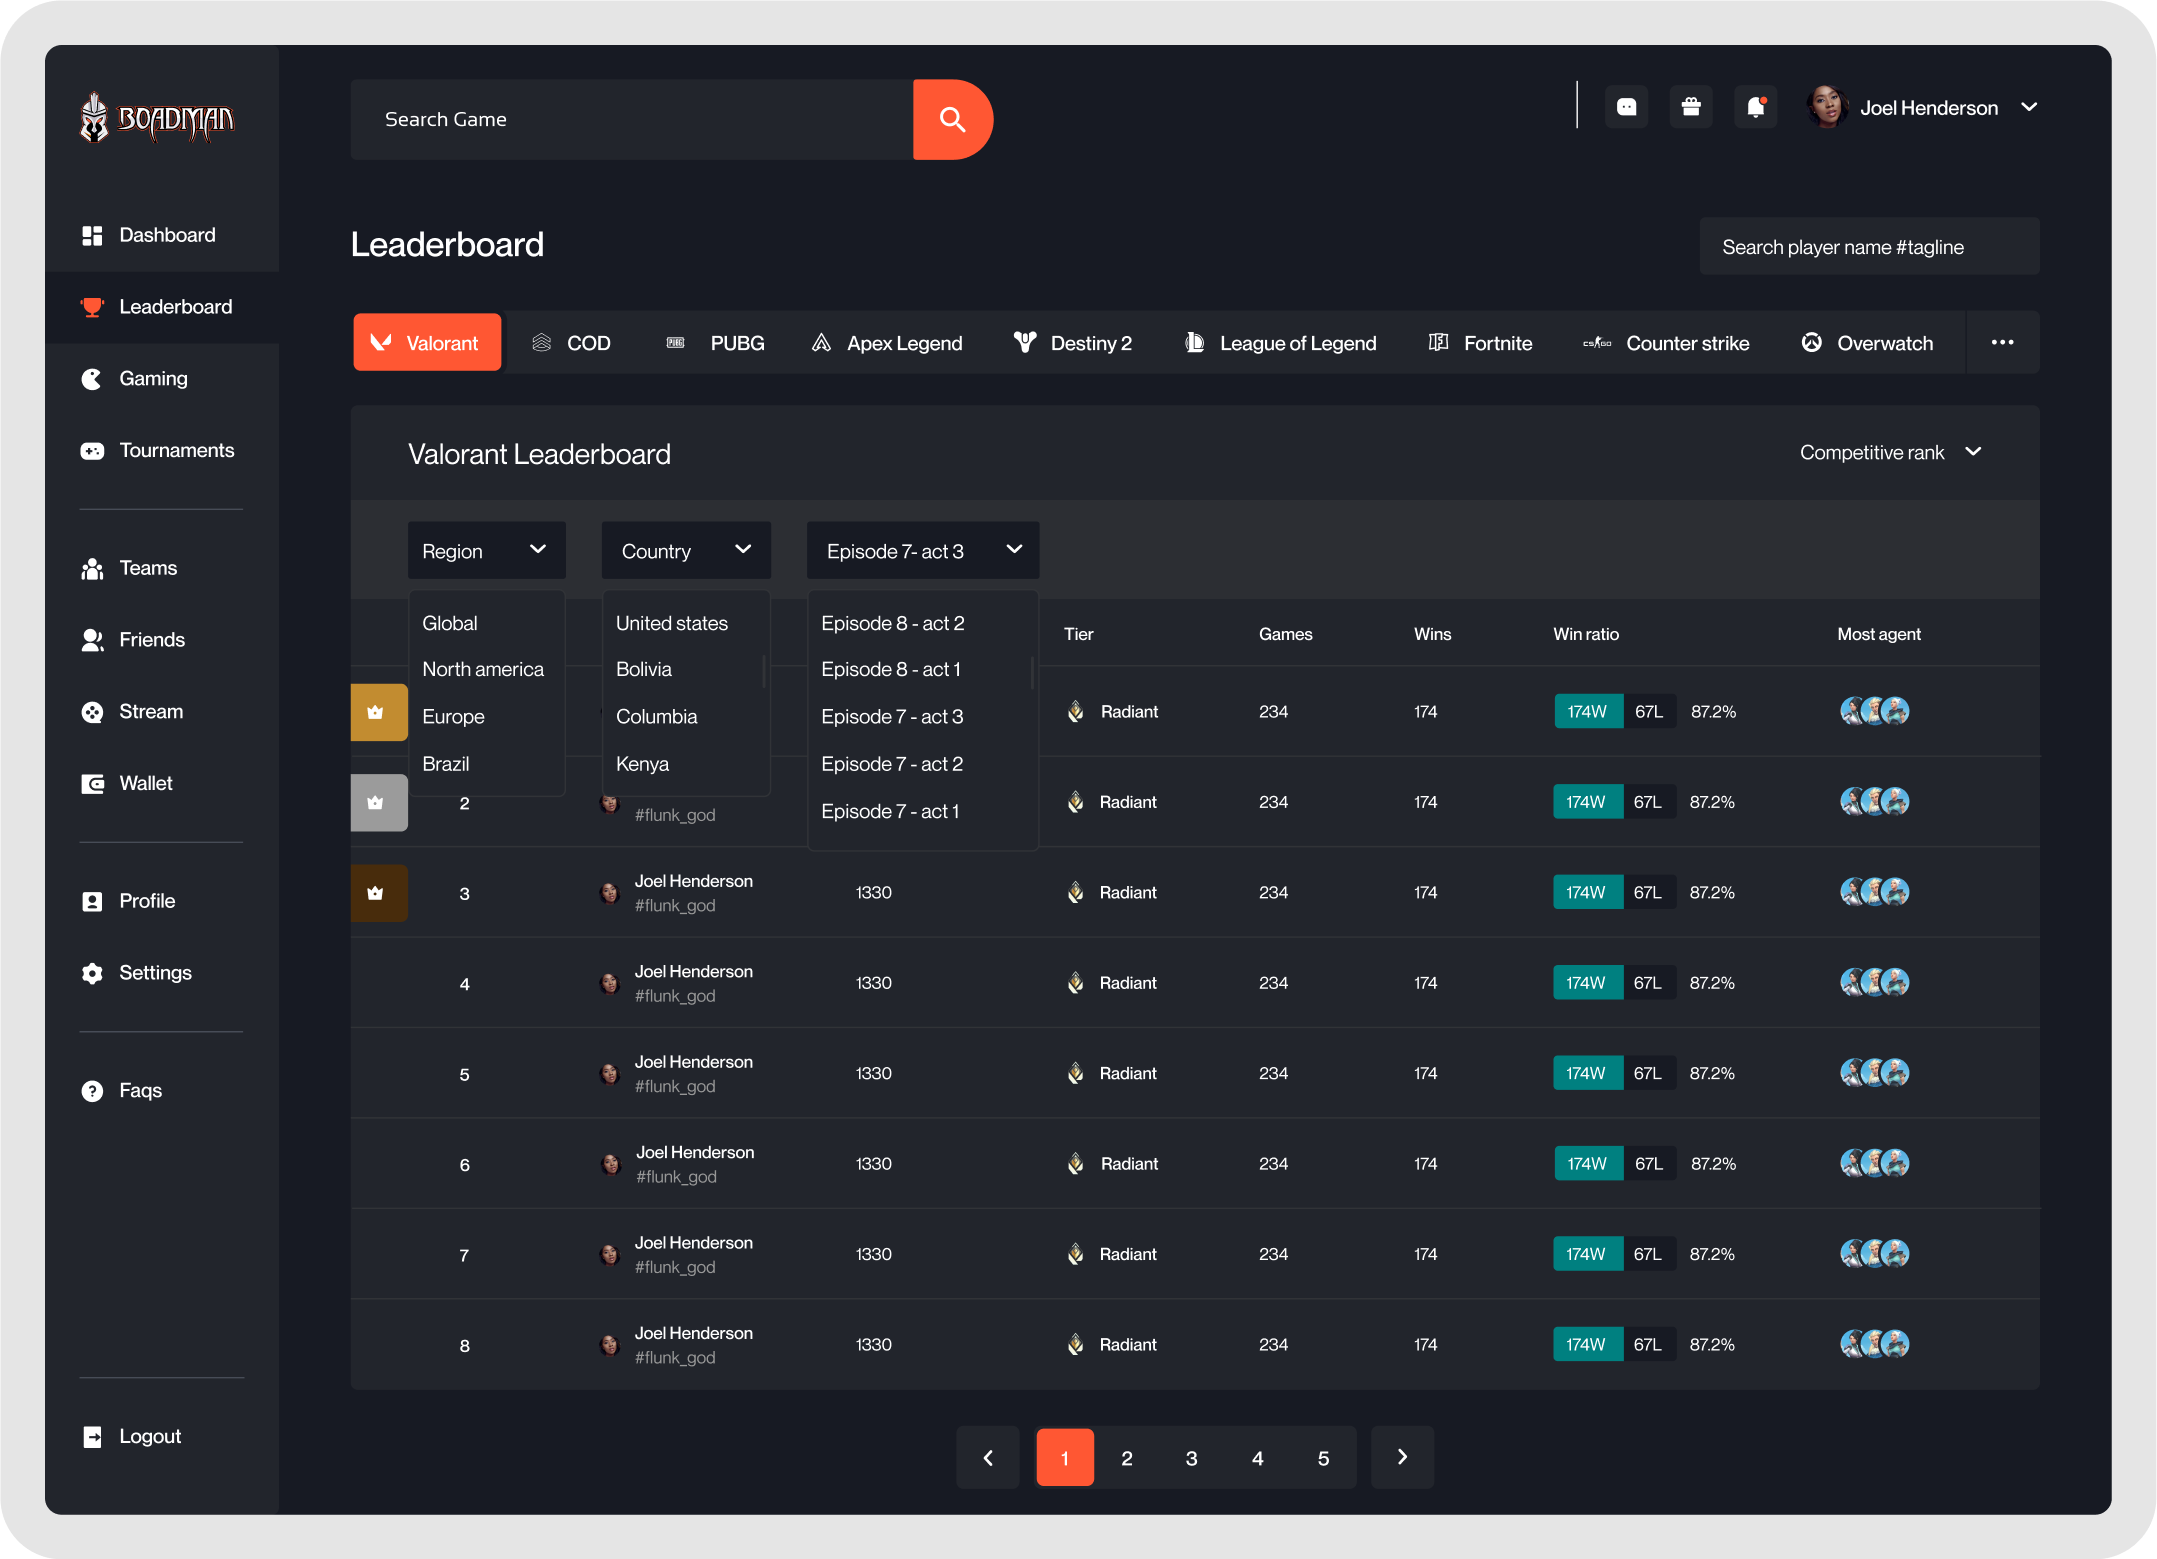 BOADMAN
Search Game
Joel Henderson
Dashboard
Leaderboard
Gaming
Tournaments
Teams
Friends
Stream
Wallet
Profile
Settings
Faqs
Logout
Leaderboard
Search player name #tagline
Valorant COD PUBG PUBG Apex Legend Destiny 2 League of Legend Fortnite CS GO Counter strike Overwatch
Valorant Leaderboard
Competitive rank
Region Country Episode 7- act 3
Global
North america
Europe
Brazil
United states
Bolivia
Columbia
Kenya
Episode 8 - act 2
Episode 8 - act 1
Episode 7 - act 3
Episode 7 - act 2
Episode 7 - act 1
Tier Games Wins Win ratio Most agent
Radiant 234 174 174W 67L 87.2%
2 #flunk_god Radiant 234 174 174W 67L 87.2%
3 Joel Henderson 1330 Radiant 234 174 174W 67L 87.2%
#flunk_god
4 Joel Henderson 1330 Radiant 234 174 174W 67L 87.2%
#flunk_god
5 Joel Henderson 1330 Radiant 234 174 174W 67L 87.2%
#flunk_god
6 Joel Henderson 1330 Radiant 234 174 174W 67L 87.2%
#flunk_god
7 Joel Henderson 1330 Radiant 234 174 174W 67L 87.2%
#flunk_god
8 Joel Henderson 1330 Radiant 234 174 174W 67L 87.2%
#flunk_god
1 2 3 4 5